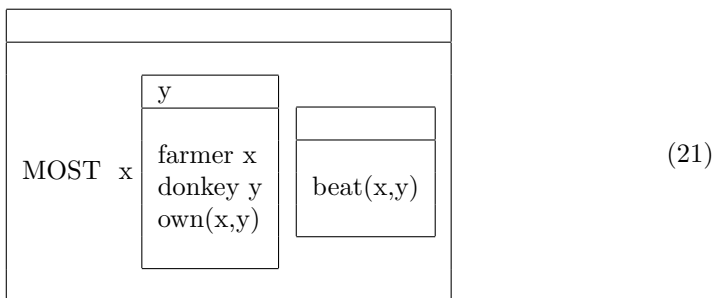 y
farmer x
MOST x donkey y beat(x,y) (21)
own(x,y)